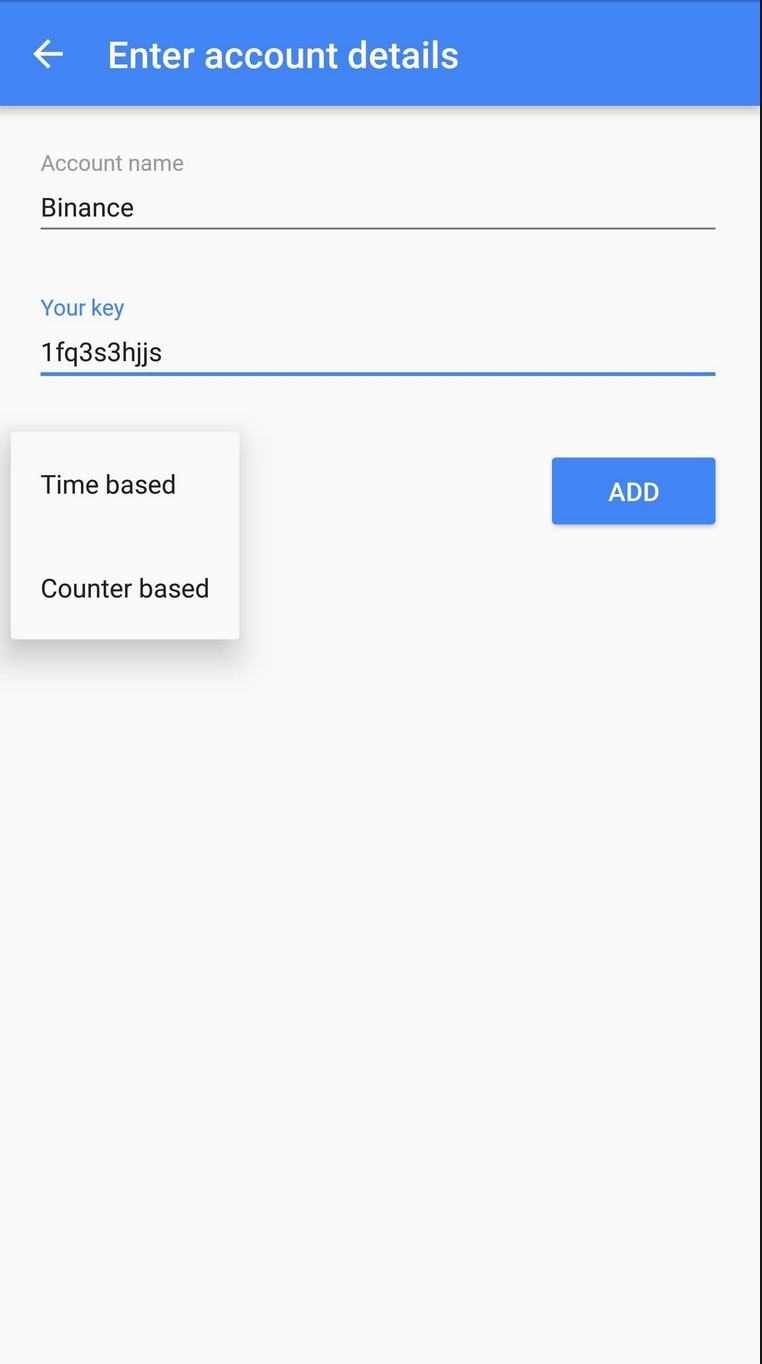 Enter account details
Account name
Binance
Your key
1fq3s3hjjs
Time based
ADD
Counter based